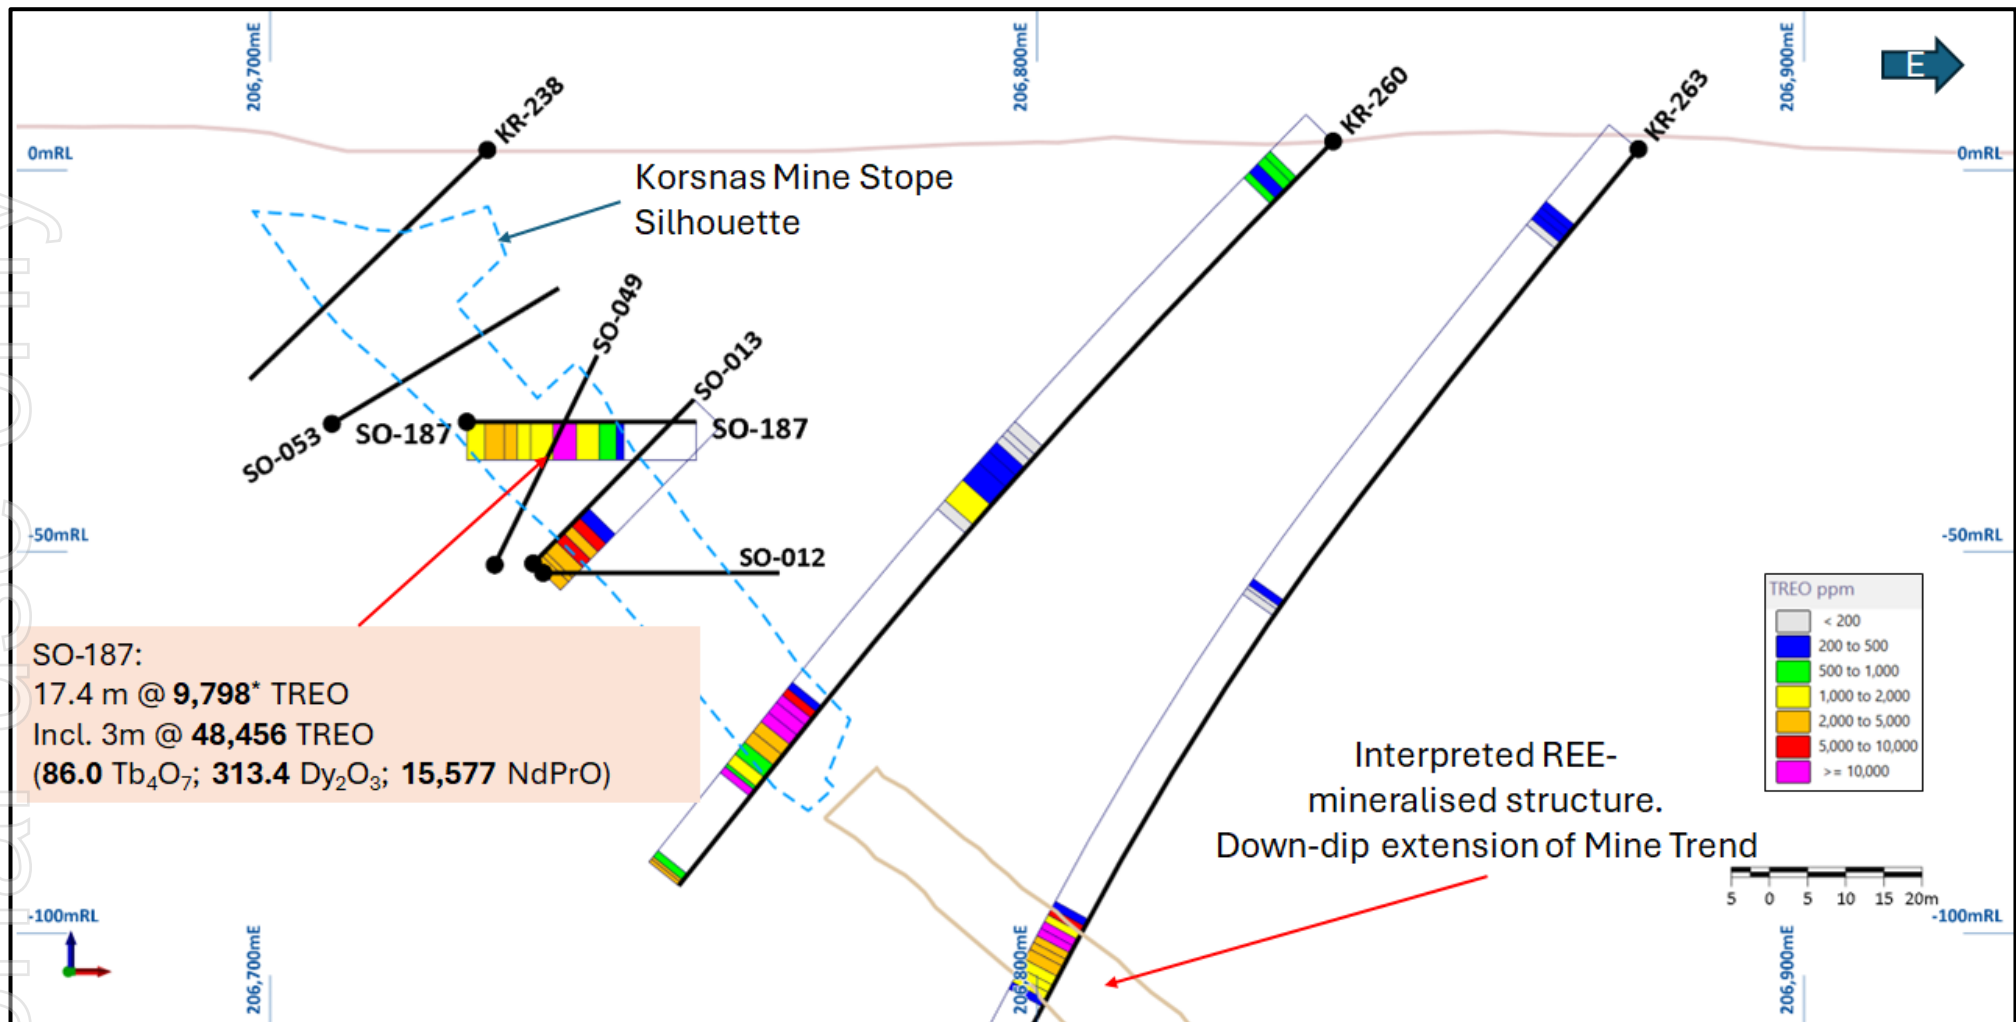 206,700mE
206,800mE
206,900mE
E
KR-238
KR-260
KR-263
0mRL
0mRL
Korsnas Mine Stope
Silhouette
SO-049
SO-013
SO-053
SO-187
SO-187
-50mRL
-50mRL
SO-012
TREO ppm
< 200
200 to 500
500 to 1,000
1,000 to 2,000
2,000 to 5,000
5,000 to 10,000
>= 10,000
SO-187:
17.4 m @ 9,798* TREO
Incl. 3m @ 48,456 TREO
(86.0 Tb₄O₇; 313.4 Dy₂O₃; 15,577 NdPrO)
Interpreted REE-
mineralised structure.
Down-dip extension of Mine Trend
5 0 5 10 15 20m
-100mRL
-100mRL
206,700mE
206,800mE
206,900mE